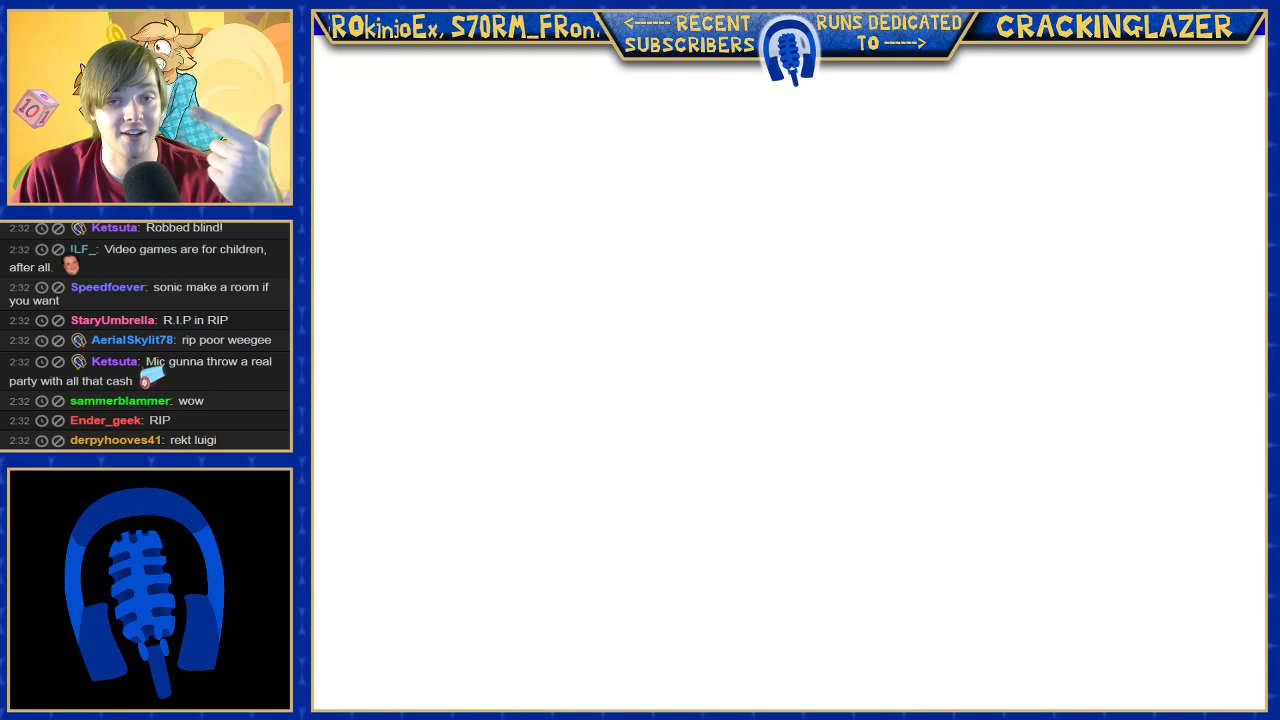 ROkinjoEx, S70RM_FRon
<------ RECENT
SUBSCRIBERS
RUNS DEDICATED
TO ----->
CRACKINGLAZER
10 1
2:32 Ketsuta: Robbed blind!
2:32 ILF_: Video games are for children,
after all.
2:32 Speedfoever: sonic make a room if
you want
2:32 StaryUmbrella: R.I.P in RIP
2:32 AerialSkylit78: rip poor weegee
2:32 Ketsuta: Mic gunna throw a real
party with all that cash
2:32 sammerblammer: wow
2:32 Ender_geek: RIP
2:32 derpyhooves41: rekt luigi